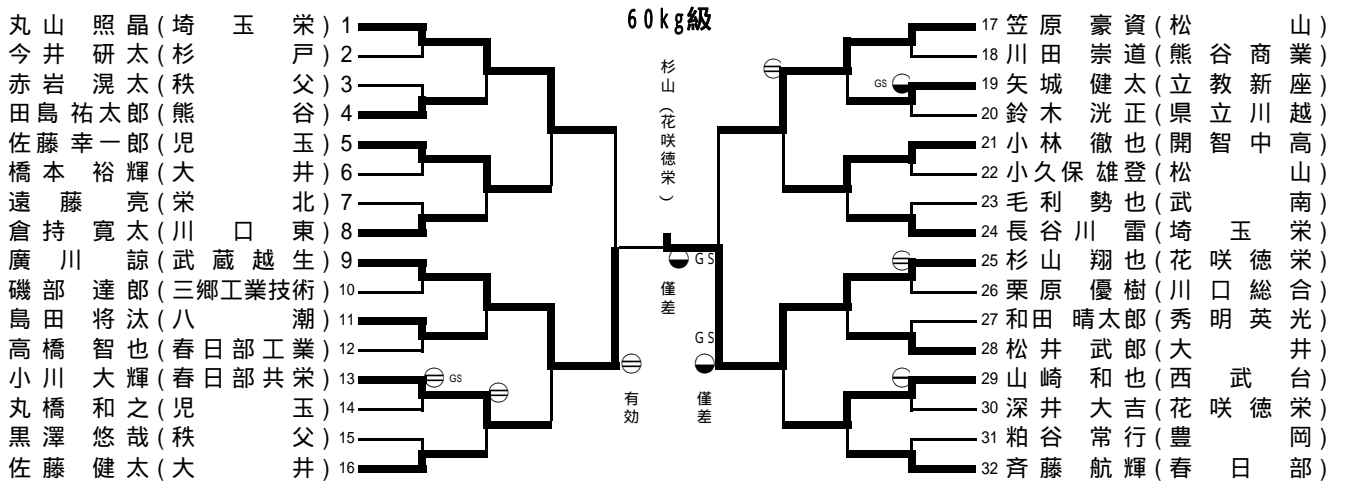 60kg級
丸山 照晶(埼玉栄) 1
今井 研太(杉戸) 2
赤岩 滉太(秩父) 3
田島 祐太郎(熊谷) 4
佐藤 幸一郎(児玉) 5
橋本 裕輝(大井) 6
遠藤 亮(栄北) 7
倉持 寛太(川口東) 8
廣川 諒(武蔵越生) 9
磯部 達郎(三郷工業技術) 10
島田 将汰(八潮) 11
高橋 智也(春日部工業) 12
小川 大輝(春日部共栄) 13
GS
丸橋 和之(児玉) 14
黒澤 悠哉(秩父) 15
佐藤 健太(大井) 16
杉山(花咲徳栄)
GS
僅差
有効
GS
僅差
17 笠原 豪資(松山)
18 川田 崇道(熊谷商業)
GS
19 矢城 健太(立教新座)
20 鈴木 洸正(県立川越)
21 小林 徹也(開智中高)
22 小久保 雄登(松山)
23 毛利 勢也(武南)
24 長谷川 雷(埼玉栄)
25 杉山 翔也(花咲徳栄)
26 栗原 優樹(川口総合)
27 和田 晴太郎(秀明英光)
28 松井 武郎(大井)
29 山崎 和也(西武台)
30 深井 大吉(花咲徳栄)
31 粕谷 常行(豊岡)
32 斉藤 航輝(春日部)